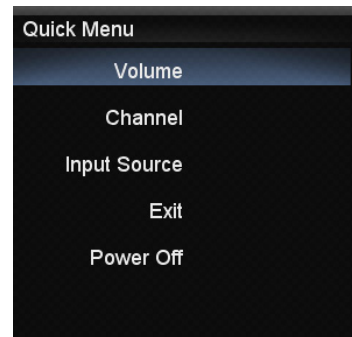 Quick Menu
Volume
Channel
Input Source
Exit
Power Off